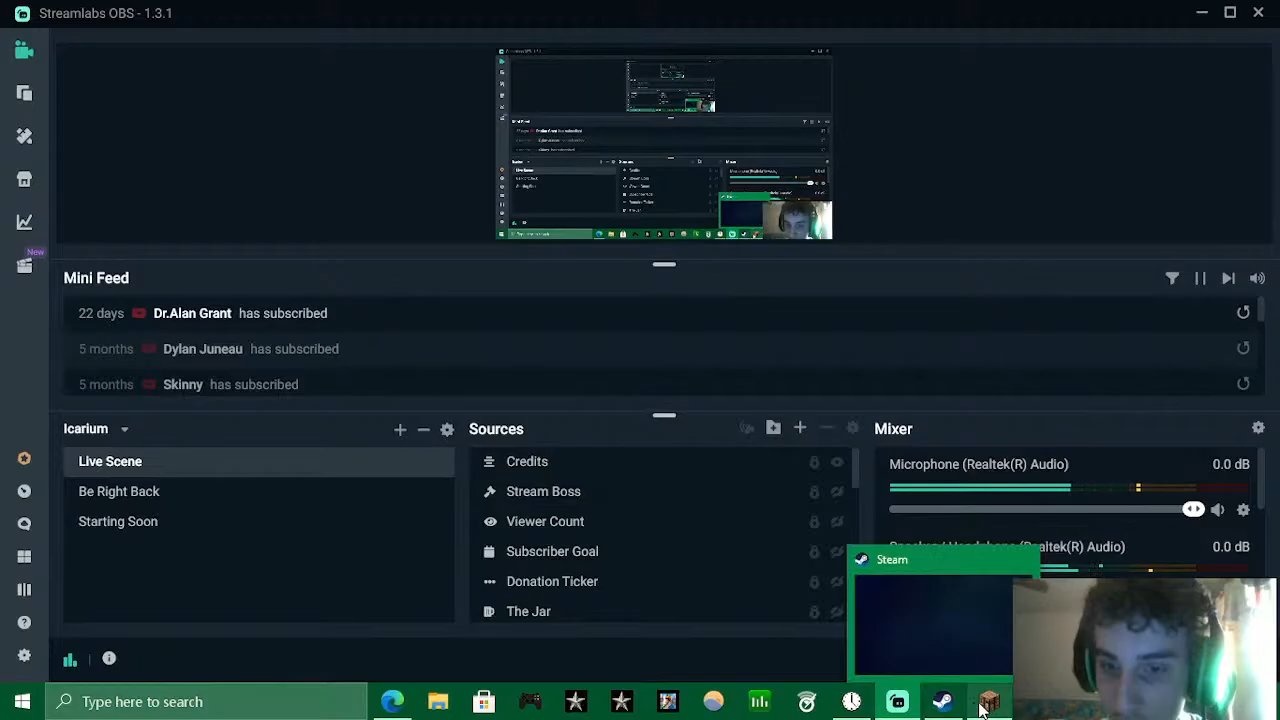 Streamlabs OBS - 1.3.1
New
Mini Feed
22 days Dr.Alan Grant has subscribed
5 months Dylan Juneau has subscribed
5 months Skinny has subscribed
Icarium
Live Scene
Be Right Back
Starting Soon
Sources
Credits
Stream Boss
Viewer Count
Subscriber Goal
Donation Ticker
The Jar
Mixer
Microphone (Realtek(R) Audio) 0.0 dB
Realtek(R) Audio) 0.0 dB
Steam
Type here to search